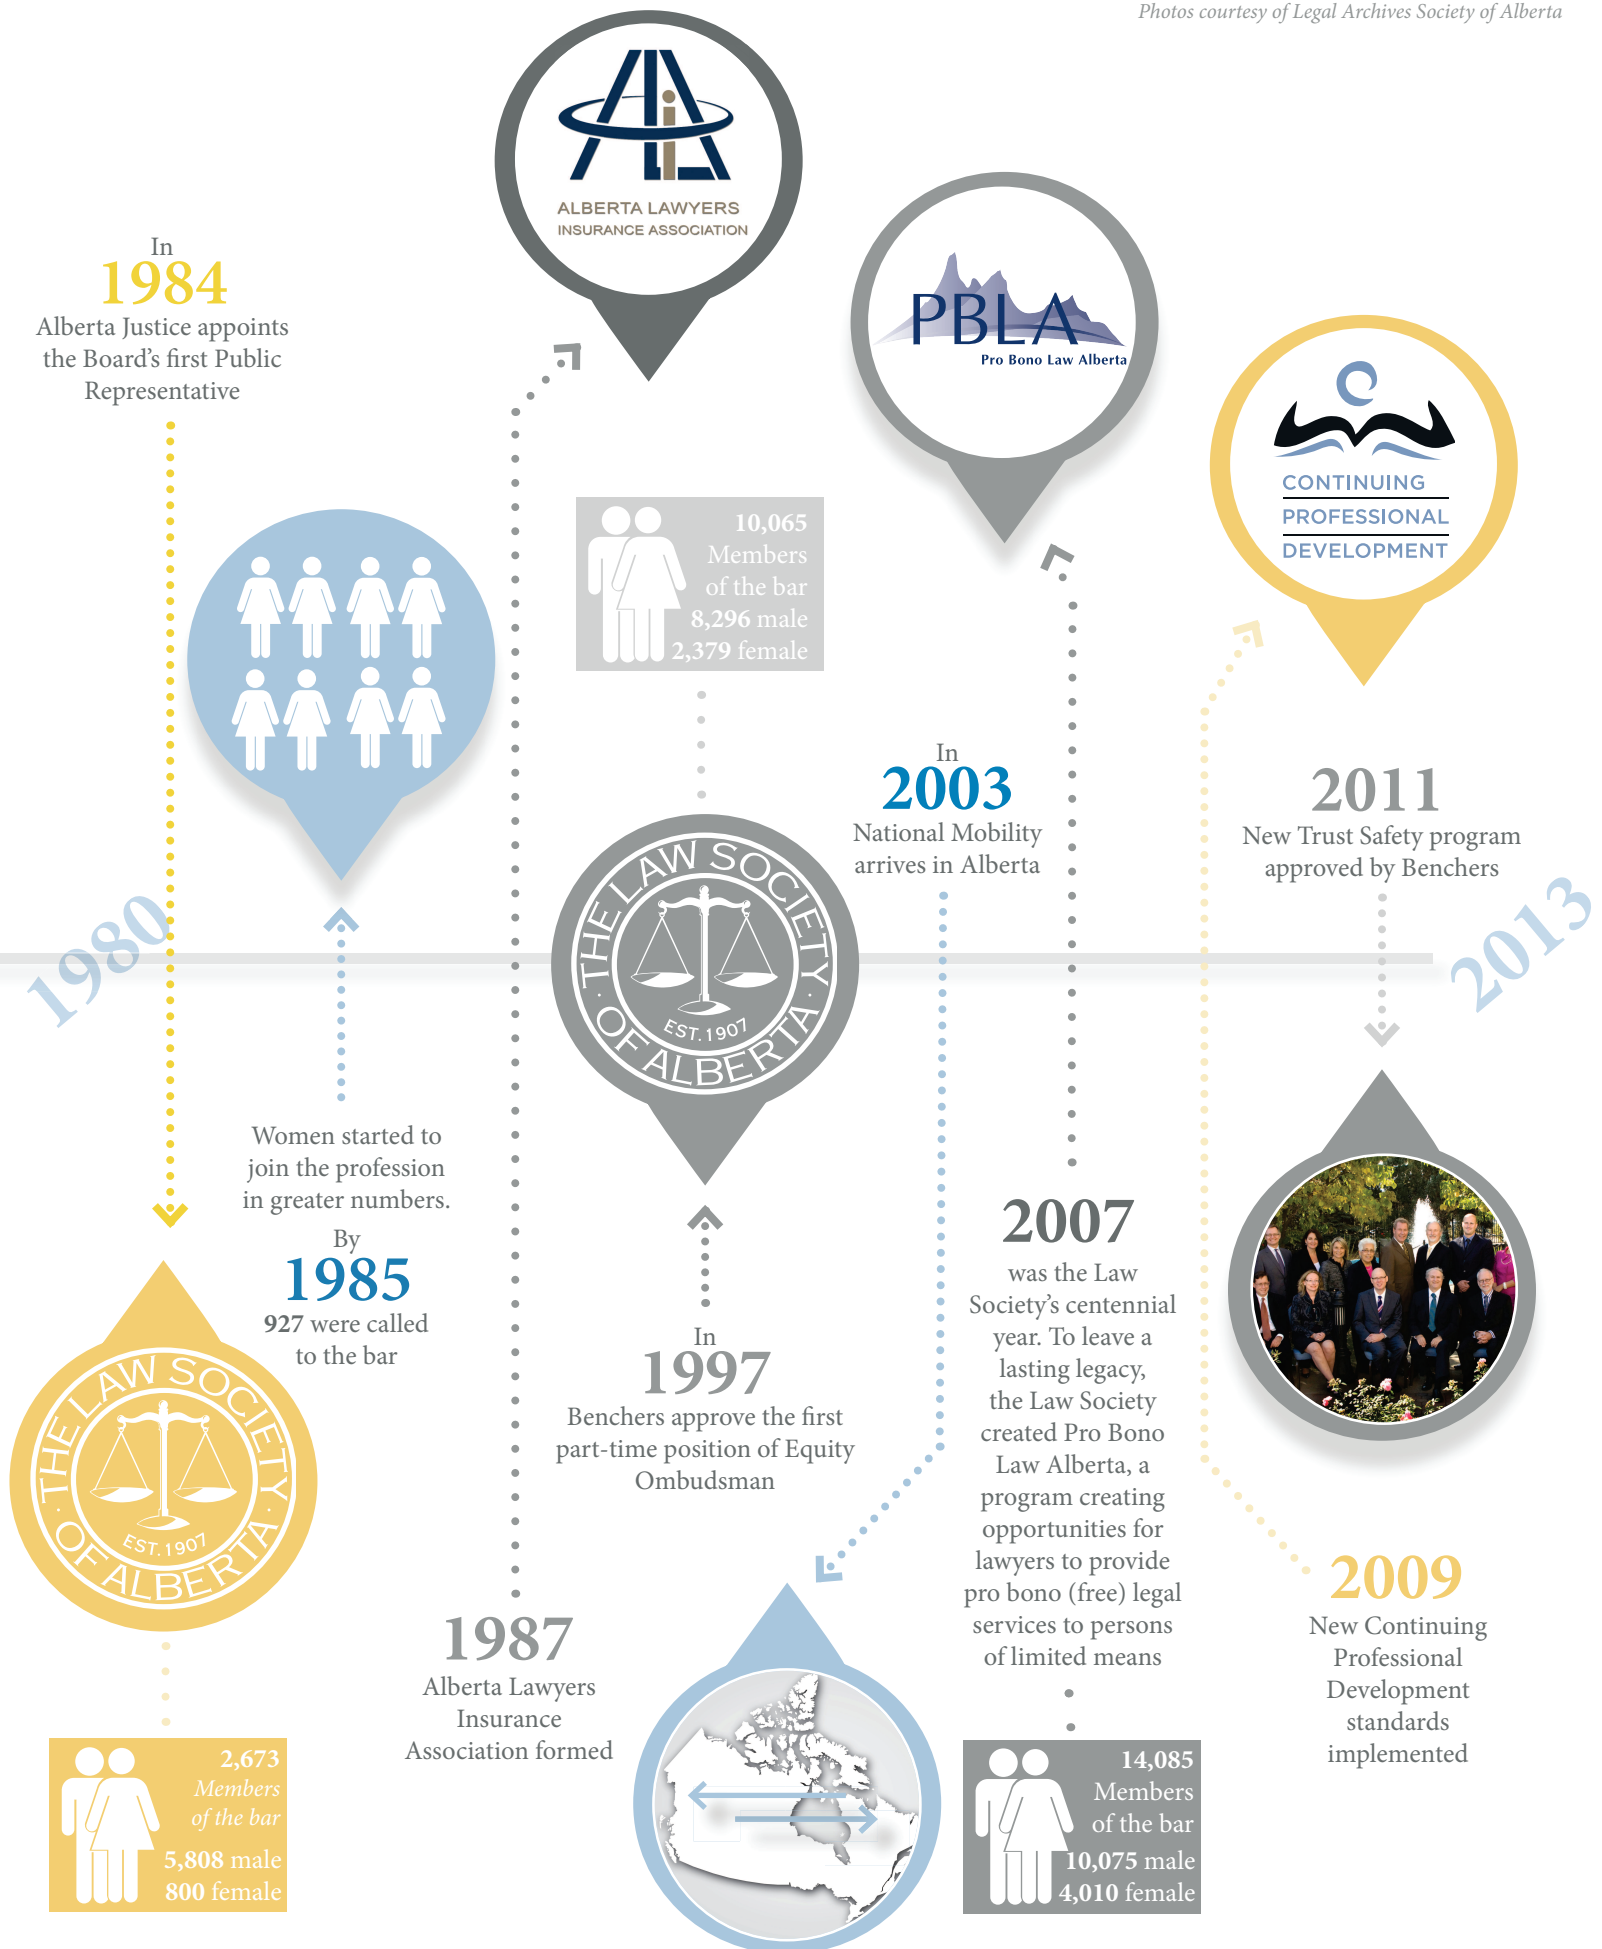 Photos courtesy of Legal Archives Society of Alberta
ALiA
ALBERTA LAWYERS
INSURANCE ASSOCIATION
In
1984
Alberta Justice appoints
the Board's first Public
Representative
PBLA
Pro Bono Law Alberta
CONTINUING
PROFESSIONAL
DEVELOPMENT
10,065
Members
of the bar
8,296 male
2,379 female
In
2003
National Mobility
arrives in Alberta
2011
New Trust Safety program
approved by Benchers
1980
2013
THE LAW SOCIETY
OF ALBERTA
EST. 1907
Women started to
join the profession
in greater numbers.
By
1985
927 were called
to the bar
2007
was the Law
Society's centennial
year. To leave a
lasting legacy,
the Law Society
created Pro Bono
Law Alberta, a
program creating
opportunities for
lawyers to provide
pro bono (free) legal
services to persons
of limited means
In
1997
Benchers approve the first
part-time position of Equity
Ombudsman
THE LAW SOCIETY
OF ALBERTA
EST. 1907
2009
New Continuing
Professional
Development
standards
implemented
1987
Alberta Lawyers
Insurance
Association formed
2,673
Members
of the bar
5,808 male
800 female
14,085
Members
of the bar
10,075 male
4,010 female